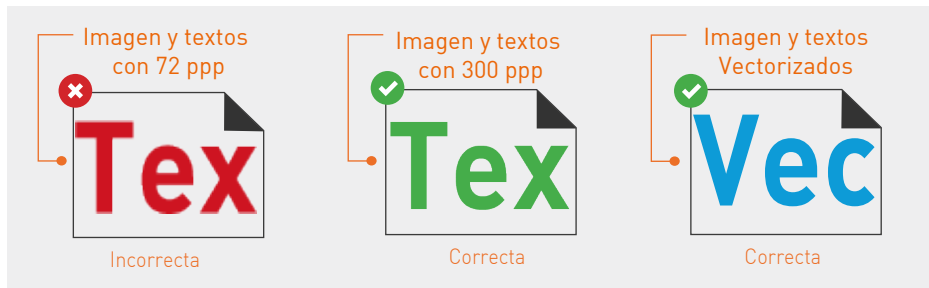 Imagen y textos
con 72 ppp
Tex
Incorrecta
Imagen y textos
con 300 ppp
Tex
Correcta
Imagen y textos
Vectorizados
Vec
Correcta